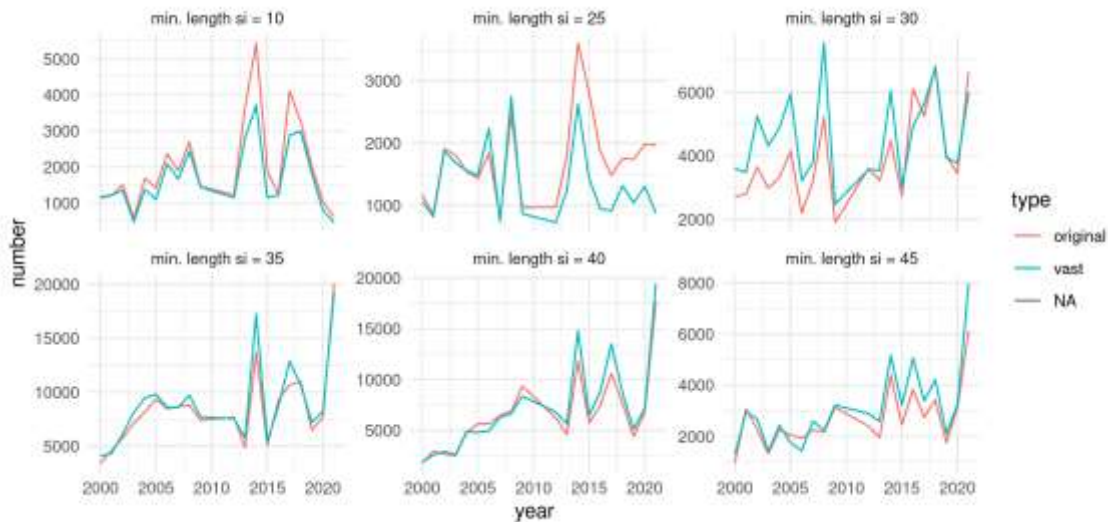 min. length si = 10
min. length si = 25
min. length si = 30
5000
4000
3000
2000
1000
3000
2000
1000
6000
4000
2000
number
type
original
vast
NA
min. length si = 35
min. length si = 40
min. length si = 45
20000
15000
10000
5000
20000
15000
10000
5000
8000
6000
4000
2000
2000 2005 2010 2015 2020
2000 2005 2010 2015 2020
2000 2005 2010 2015 2020
year